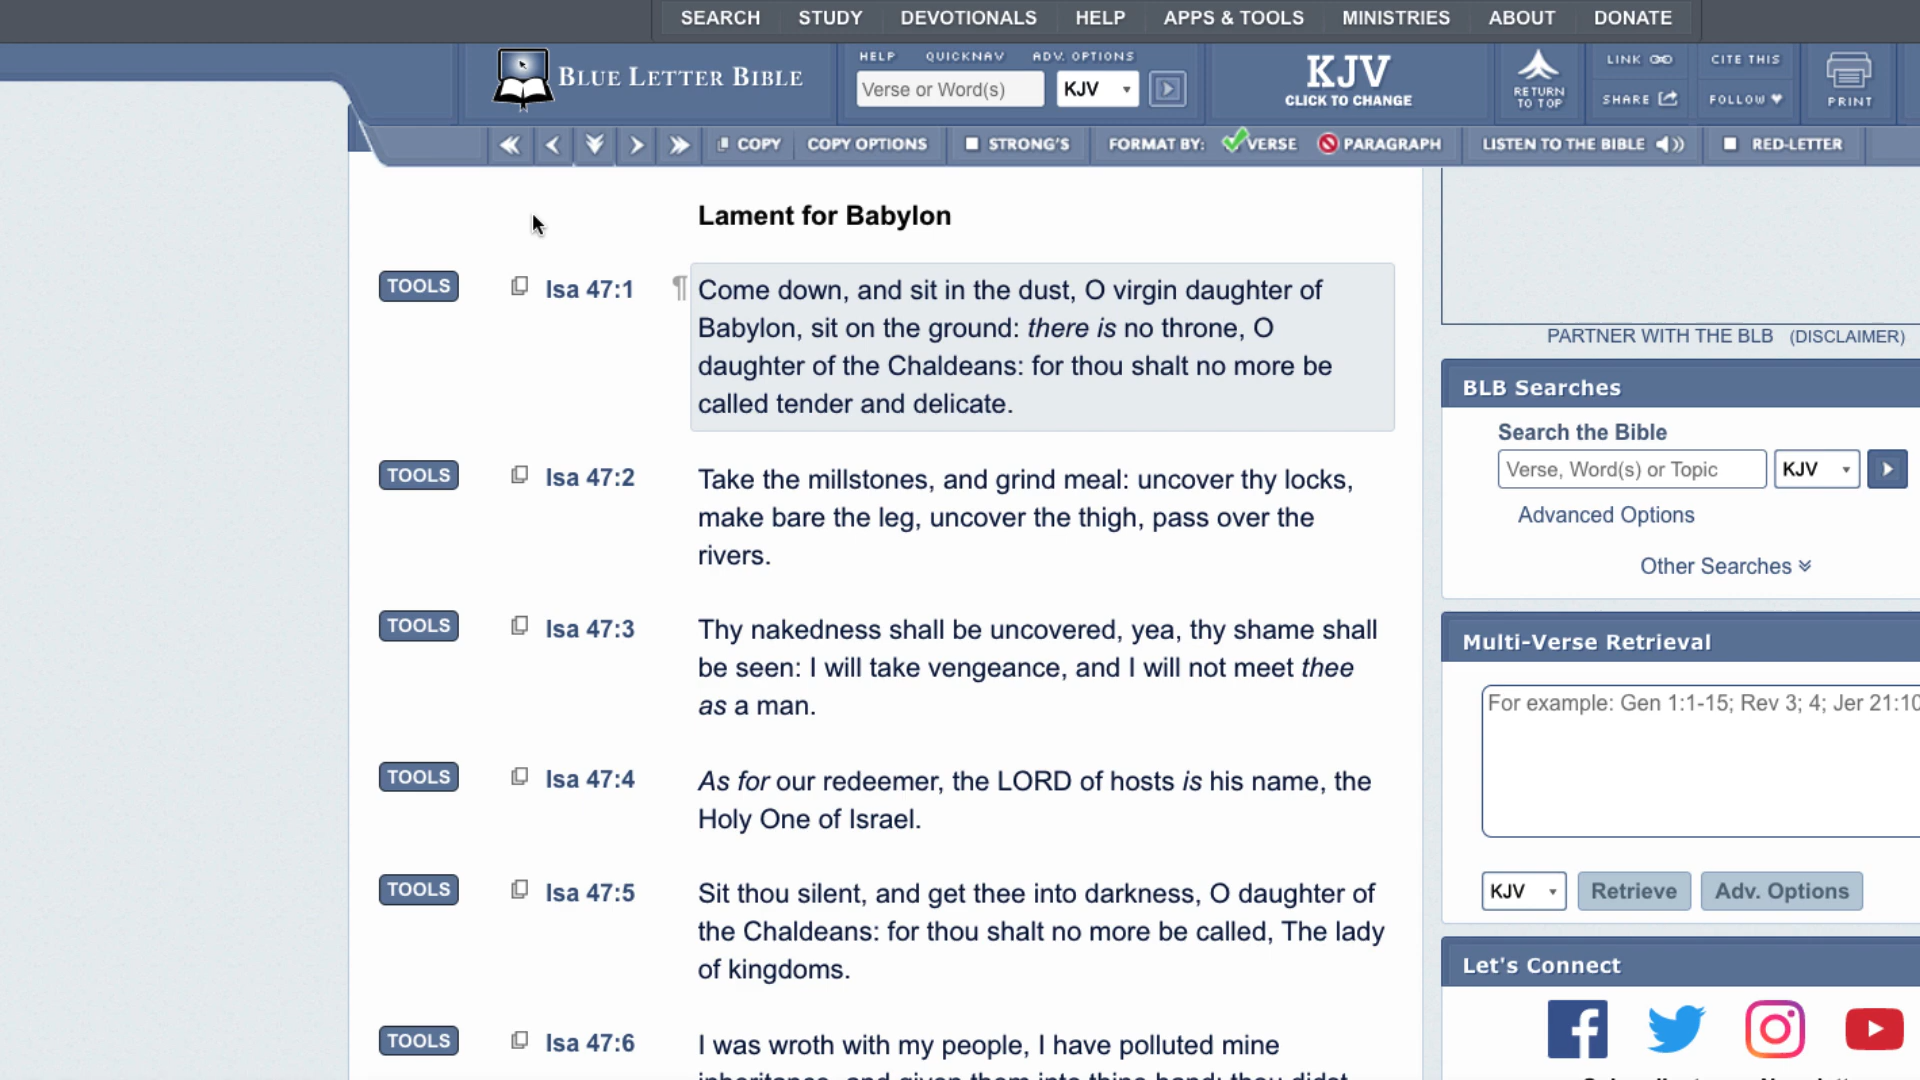 SEARCH STUDY DEVOTIONALS HELP APPS & TOOLS MINISTRIES ABOUT DONATE
BLUE LETTER BIBLE
HELP QUICKNAV ADV. OPTIONS
Verse or Word(s) KJV
KJV
CLICK TO CHANGE
RETURN
TO TOP
LINK
SHARE
CITE THIS
FOLLOW
PRINT
COPY COPY OPTIONS STRONG'S FORMAT BY: VERSE PARAGRAPH LISTEN TO THE BIBLE RED-LETTER
Lament for Babylon
TOOLS Isa 47:1 ¶ Come down, and sit in the dust, O virgin daughter of
Babylon, sit on the ground: there is no throne, O
daughter of the Chaldeans: for thou shalt no more be
called tender and delicate.
TOOLS Isa 47:2 Take the millstones, and grind meal: uncover thy locks,
make bare the leg, uncover the thigh, pass over the
rivers.
TOOLS Isa 47:3 Thy nakedness shall be uncovered, yea, thy shame shall
be seen: I will take vengeance, and I will not meet thee
as a man.
TOOLS Isa 47:4 As for our redeemer, the LORD of hosts is his name, the
Holy One of Israel.
TOOLS Isa 47:5 Sit thou silent, and get thee into darkness, O daughter of
the Chaldeans: for thou shalt no more be called, The lady
of kingdoms.
TOOLS Isa 47:6 I was wroth with my people, I have polluted mine
inheritance, and given them into thine hand: thou didst
PARTNER WITH THE BLB (DISCLAIMER)
BLB Searches
Search the Bible
Verse, Word(s) or Topic KJV
Advanced Options
Other Searches
Multi-Verse Retrieval
For example: Gen 1:1-15; Rev 3; 4; Jer 21:10
KJV Retrieve Adv. Options
Let's Connect